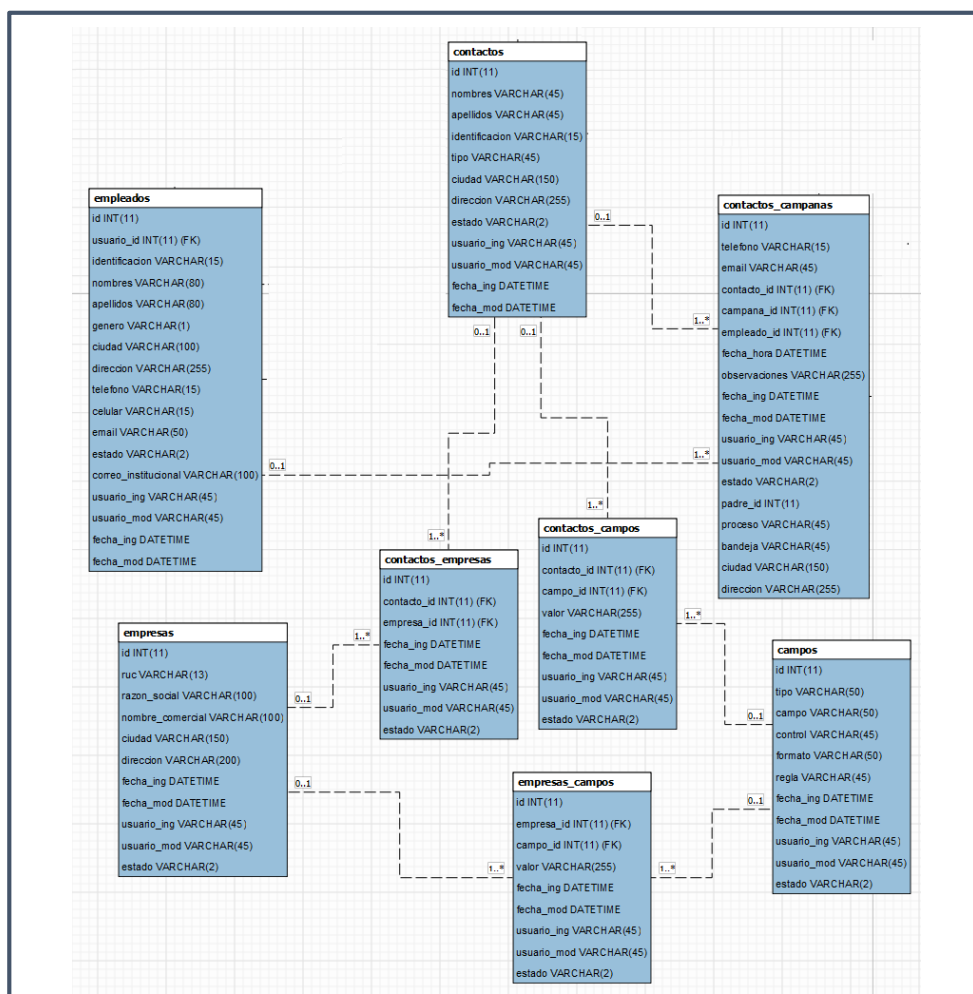 contactos
id INT(11)
nombres VARCHAR(45)
apellidos VARCHAR(45)
identificacion VARCHAR(15)
tipo VARCHAR(45)
ciudad VARCHAR(150)
direccion VARCHAR(255)
estado VARCHAR(2)
usuario_ing VARCHAR(45)
usuario_mod VARCHAR(45)
fecha_ing DATETIME
fecha_mod DATETIME
0..1
0..1
0..1
empleados
id INT(11)
usuario_id INT(11) (FK)
identificacion VARCHAR(15)
nombres VARCHAR(80)
apellidos VARCHAR(80)
genero VARCHAR(1)
ciudad VARCHAR(100)
direccion VARCHAR(255)
telefono VARCHAR(15)
celular VARCHAR(15)
email VARCHAR(50)
estado VARCHAR(2)
correo_institucional VARCHAR(100)
usuario_ing VARCHAR(45)
usuario_mod VARCHAR(45)
fecha_ing DATETIME
fecha_mod DATETIME
0..1
contactos_campanas
id INT(11)
telefono VARCHAR(15)
email VARCHAR(45)
contacto_id INT(11) (FK)
campana_id INT(11) (FK)
empleado_id INT(11) (FK)
fecha_hora DATETIME
observaciones VARCHAR(255)
fecha_ing DATETIME
fecha_mod DATETIME
usuario_ing VARCHAR(45)
usuario_mod VARCHAR(45)
estado VARCHAR(2)
padre_id INT(11)
proceso VARCHAR(45)
bandeja VARCHAR(45)
ciudad VARCHAR(150)
direccion VARCHAR(255)
1..*
1..*
1..*
contactos_empresas
id INT(11)
contacto_id INT(11) (FK)
empresa_id INT(11) (FK)
fecha_ing DATETIME
fecha_mod DATETIME
usuario_ing VARCHAR(45)
usuario_mod VARCHAR(45)
estado VARCHAR(2)
1..*
1..*
contactos_campos
id INT(11)
contacto_id INT(11) (FK)
campo_id INT(11) (FK)
valor VARCHAR(255)
fecha_ing DATETIME
fecha_mod DATETIME
usuario_ing VARCHAR(45)
usuario_mod VARCHAR(45)
estado VARCHAR(2)
1..*
empresas
id INT(11)
ruc VARCHAR(13)
razon_social VARCHAR(100)
nombre_comercial VARCHAR(100)
ciudad VARCHAR(150)
direccion VARCHAR(200)
fecha_ing DATETIME
fecha_mod DATETIME
usuario_ing VARCHAR(45)
usuario_mod VARCHAR(45)
estado VARCHAR(2)
0..1
0..1
campos
id INT(11)
tipo VARCHAR(50)
campo VARCHAR(50)
control VARCHAR(45)
formato VARCHAR(50)
regla VARCHAR(45)
fecha_ing DATETIME
fecha_mod DATETIME
usuario_ing VARCHAR(45)
usuario_mod VARCHAR(45)
estado VARCHAR(2)
0..1
0..1
empresas_campos
id INT(11)
empresa_id INT(11) (FK)
campo_id INT(11) (FK)
valor VARCHAR(255)
fecha_ing DATETIME
fecha_mod DATETIME
usuario_ing VARCHAR(45)
usuario_mod VARCHAR(45)
estado VARCHAR(2)
1..*
1..*